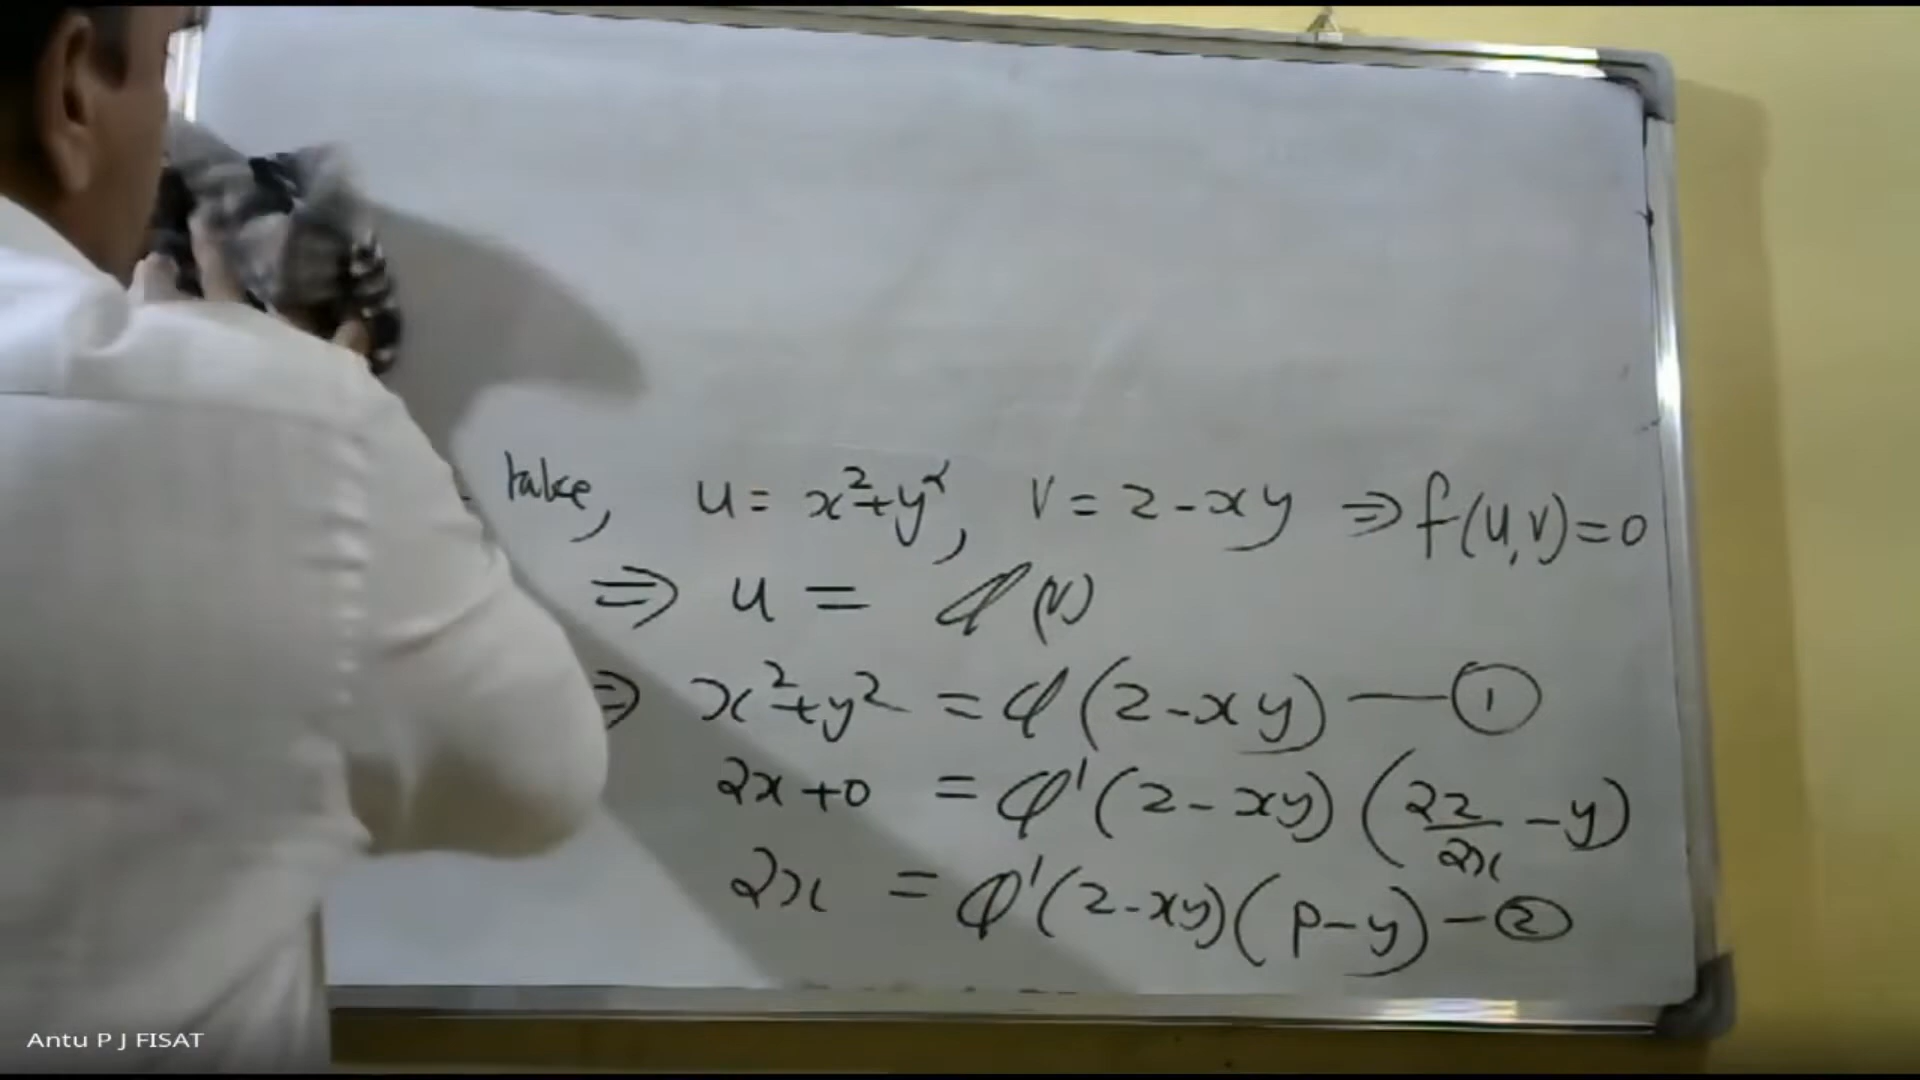 take, u = x²+y², v = z-xy ⇒ f(u,v)=0
⇒ u = φ(v)
⇒ x²+y² = φ(z-xy) — ①
2x+0 = φ'(z-xy) (∂z/∂x - y)
2x = φ'(z-xy)(p-y) - ②
Antu P J FISAT